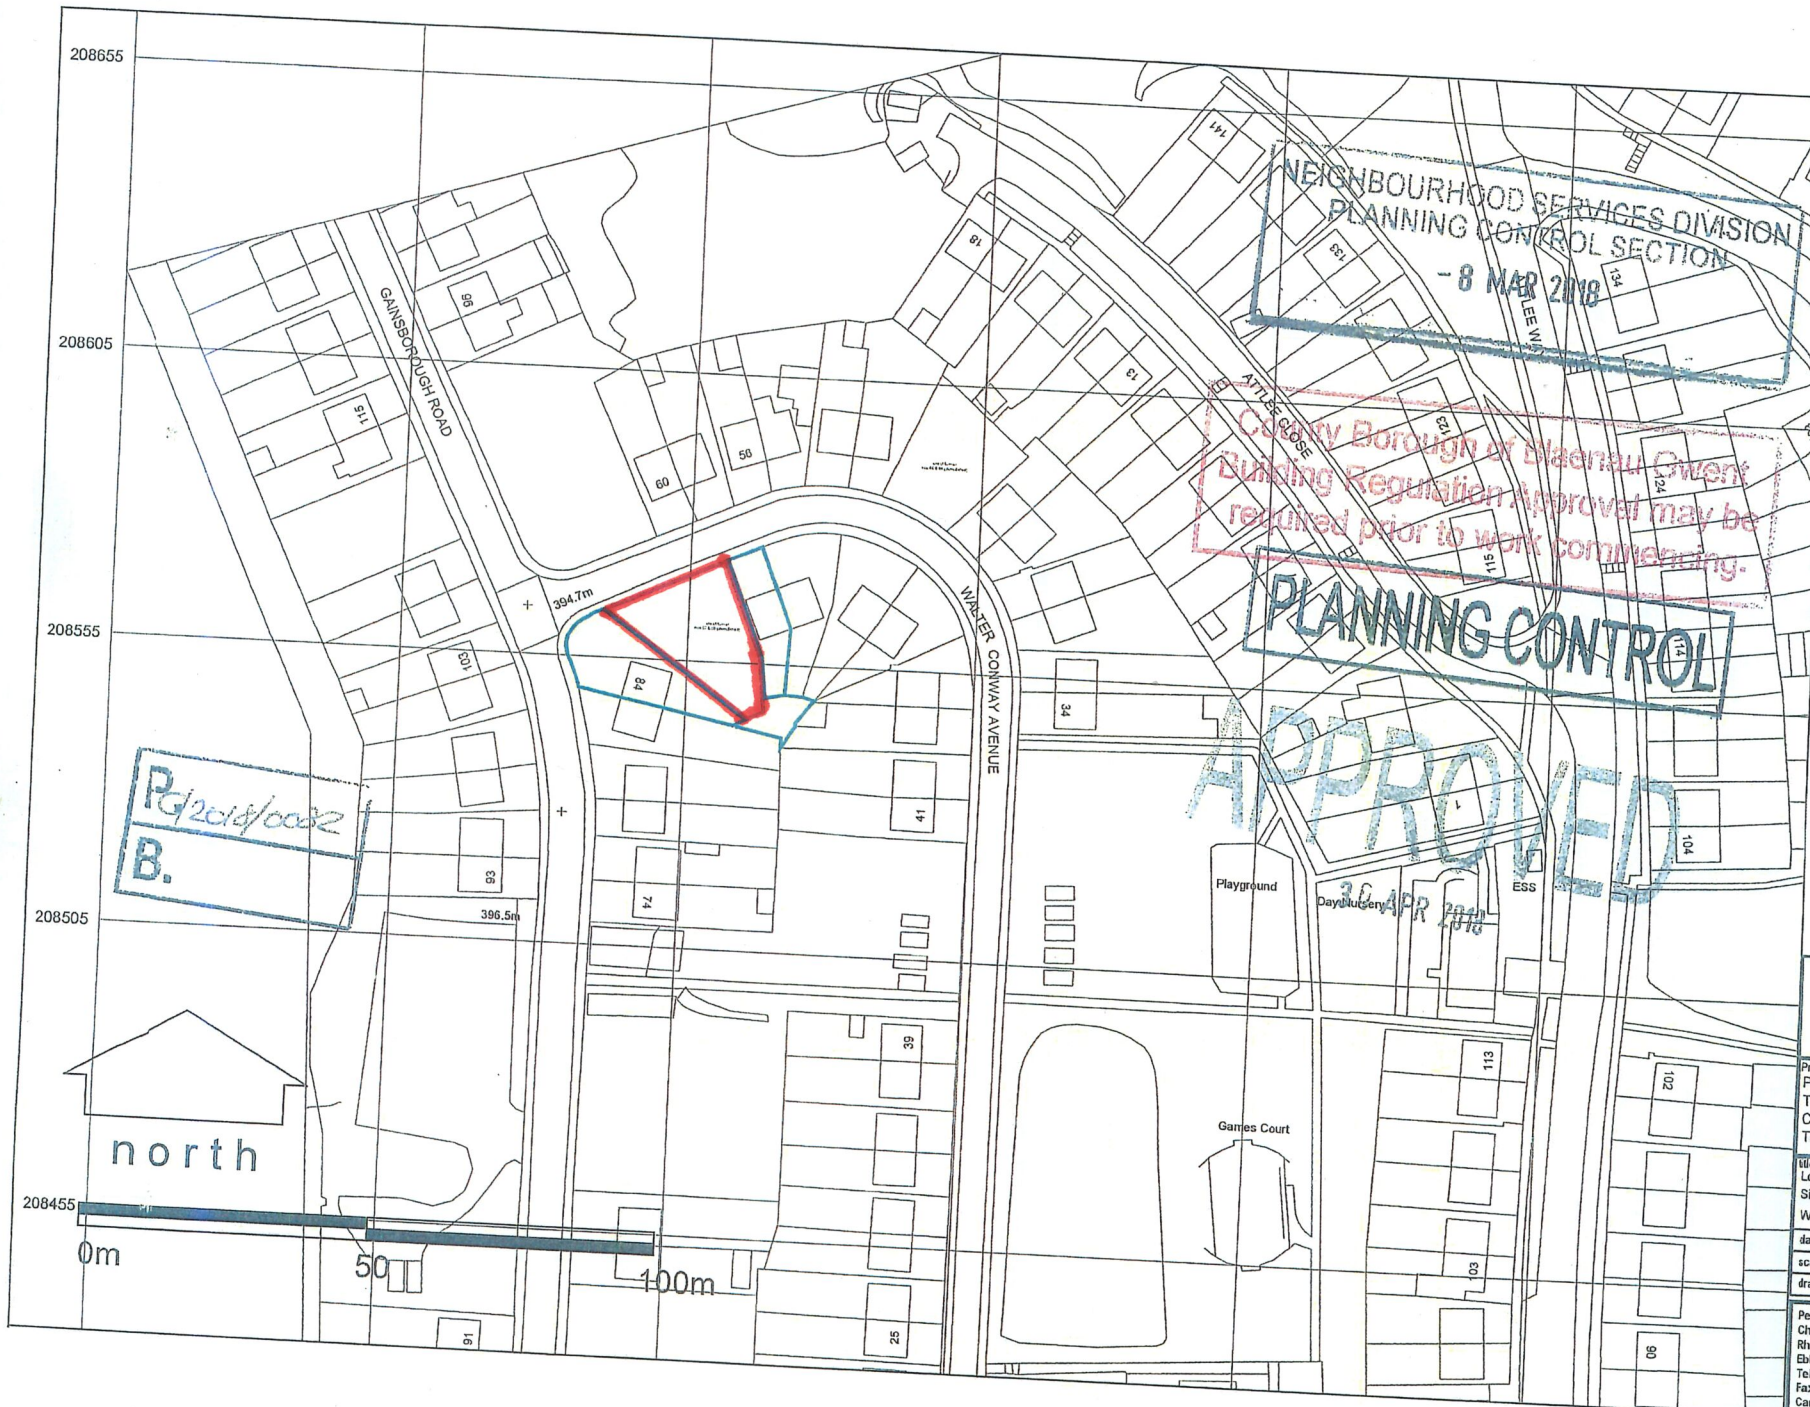 208655
208605
208555
208505
208455
NEIGHBOURHOOD SERVICES DIVISION
PLANNING CONTROL SECTION
- 8 MAR 2018
County Borough of Blaenau Gwent
Building Regulation Approval may be
required prior to work commencing.
PLANNING CONTROL
APPROVED
APR 2018
GAINSBOROUGH ROAD
WALTER CONWAY AVENUE
ATTLEE CLOSE
141
133
134
18
13
96
115
123
124
60
56
115
394.7m
103
84
34
114
41
1
104
93
74
396.5m
Playground
Day Nursery
ESS
39
113
102
Games Court
103
25
91
90
PG/2018/0082
B.
north
0m
50
100m